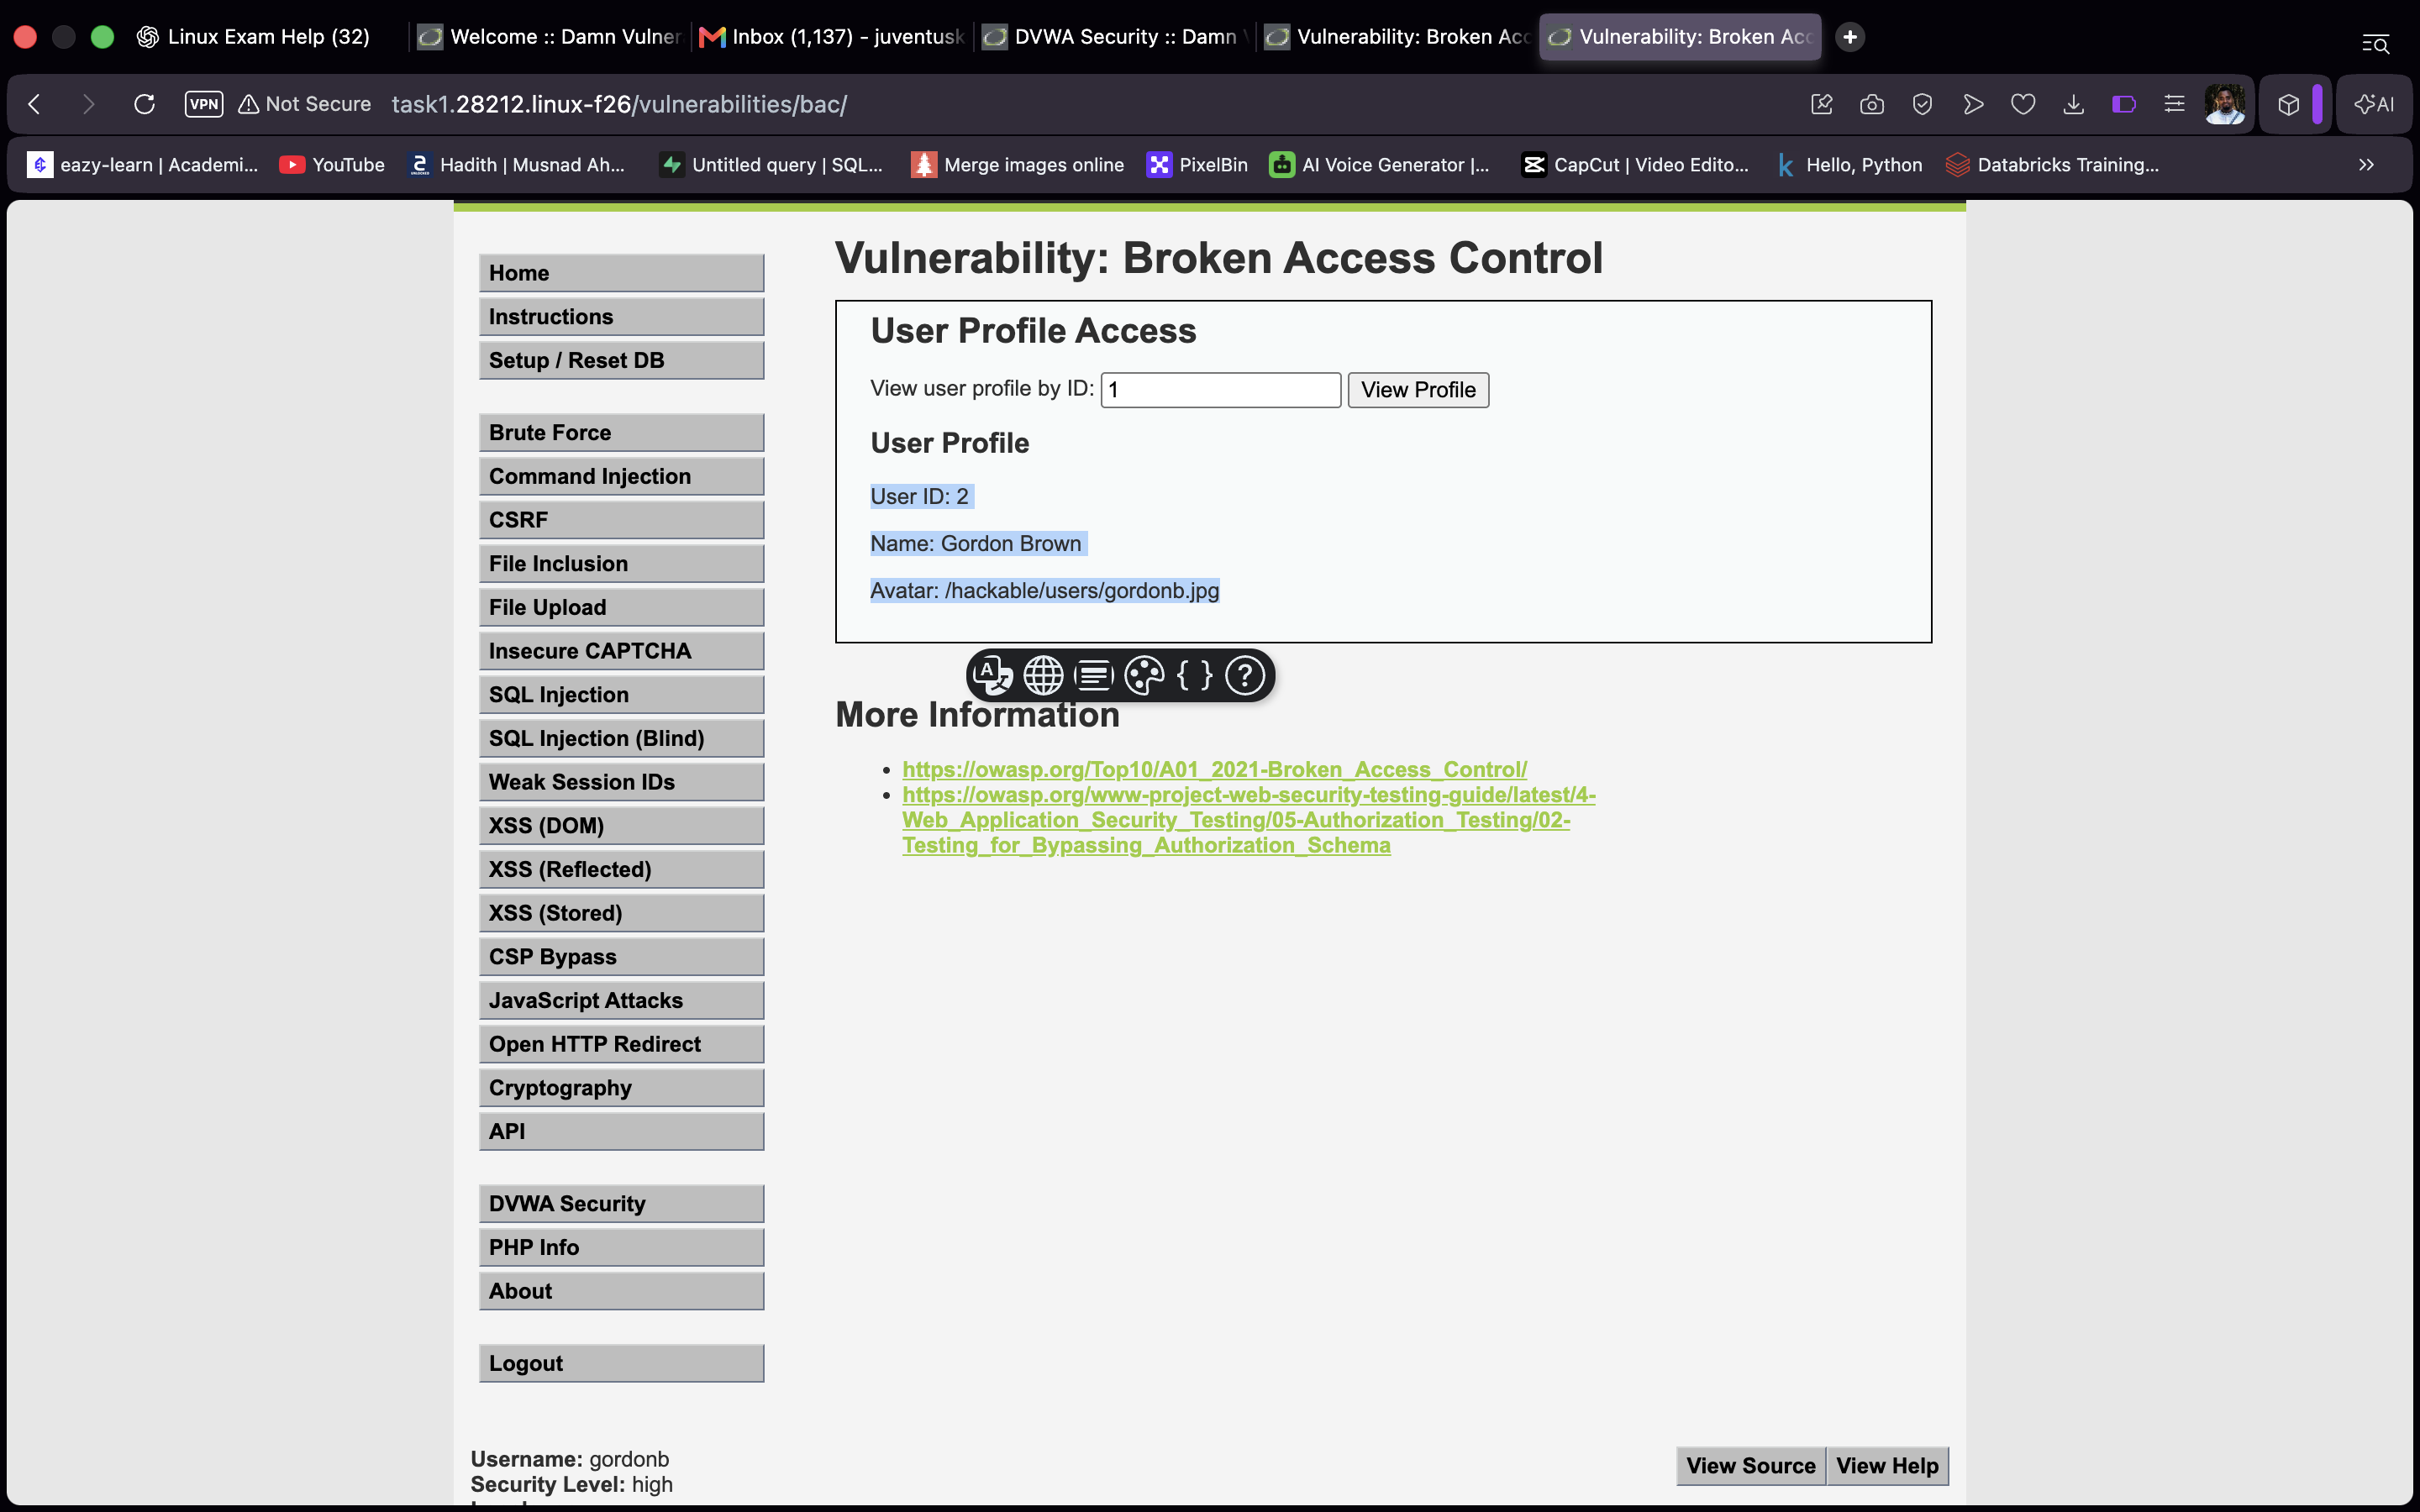 Linux Exam Help (32)
Welcome :: Damn Vulner
Inbox (1,137) - juventusk
DVWA Security :: Damn
Vulnerability: Broken Acc
Vulnerability: Broken Acc
VPN
Not Secure
task1.28212.linux-f26/vulnerabilities/bac/
AI
eazy-learn | Academi...
YouTube
Hadith | Musnad Ah...
Untitled query | SQL...
Merge images online
PixelBin
AI Voice Generator |...
CapCut | Video Edito...
Hello, Python
Databricks Training...
Home
Instructions
Setup / Reset DB
Brute Force
Command Injection
CSRF
File Inclusion
File Upload
Insecure CAPTCHA
SQL Injection
SQL Injection (Blind)
Weak Session IDs
XSS (DOM)
XSS (Reflected)
XSS (Stored)
CSP Bypass
JavaScript Attacks
Open HTTP Redirect
Cryptography
API
DVWA Security
PHP Info
About
Logout
Vulnerability: Broken Access Control
User Profile Access
View user profile by ID: 1 View Profile
User Profile
User ID: 2
Name: Gordon Brown
Avatar: /hackable/users/gordonb.jpg
More Information
https://owasp.org/Top10/A01_2021-Broken_Access_Control/
https://owasp.org/www-project-web-security-testing-guide/latest/4-
Web_Application_Security_Testing/05-Authorization_Testing/02-
Testing_for_Bypassing_Authorization_Schema
Username: gordonb
Security Level: high
View Source
View Help